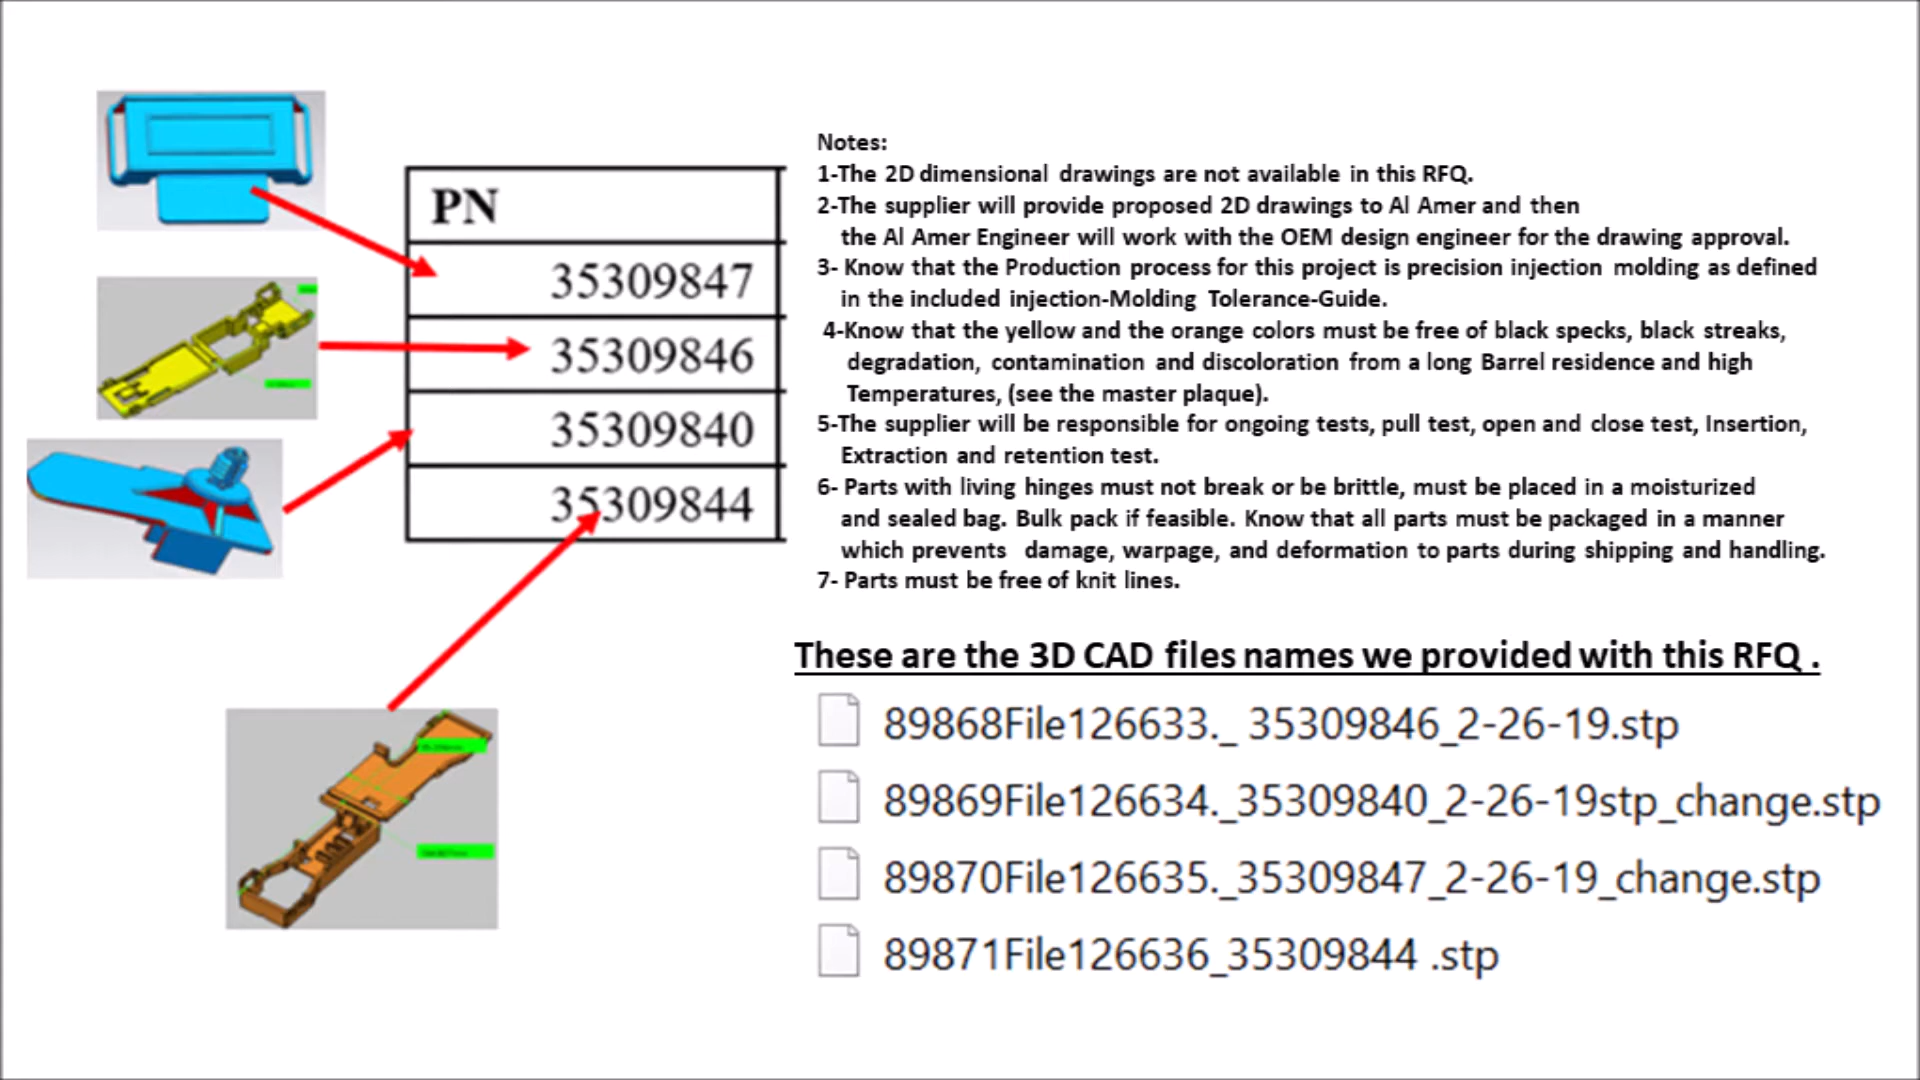 PN
35309847
35309846
35309840
35309844
Notes:
1-The 2D dimensional drawings are not available in this RFQ.
2-The supplier will provide proposed 2D drawings to Al Amer and then
the Al Amer Engineer will work with the OEM design engineer for the drawing approval.
3- Know that the Production process for this project is precision injection molding as defined
in the included injection-Molding Tolerance-Guide.
4-Know that the yellow and the orange colors must be free of black specks, black streaks,
degradation, contamination and discoloration from a long Barrel residence and high
Temperatures, (see the master plaque).
5-The supplier will be responsible for ongoing tests, pull test, open and close test, Insertion,
Extraction and retention test.
6- Parts with living hinges must not break or be brittle, must be placed in a moisturized
and sealed bag. Bulk pack if feasible. Know that all parts must be packaged in a manner
which prevents damage, warpage, and deformation to parts during shipping and handling.
7- Parts must be free of knit lines.
These are the 3D CAD files names we provided with this RFQ .
89868File126633._ 35309846_2-26-19.stp
89869File126634._35309840_2-26-19stp_change.stp
89870File126635._35309847_2-26-19_change.stp
89871File126636_35309844 .stp